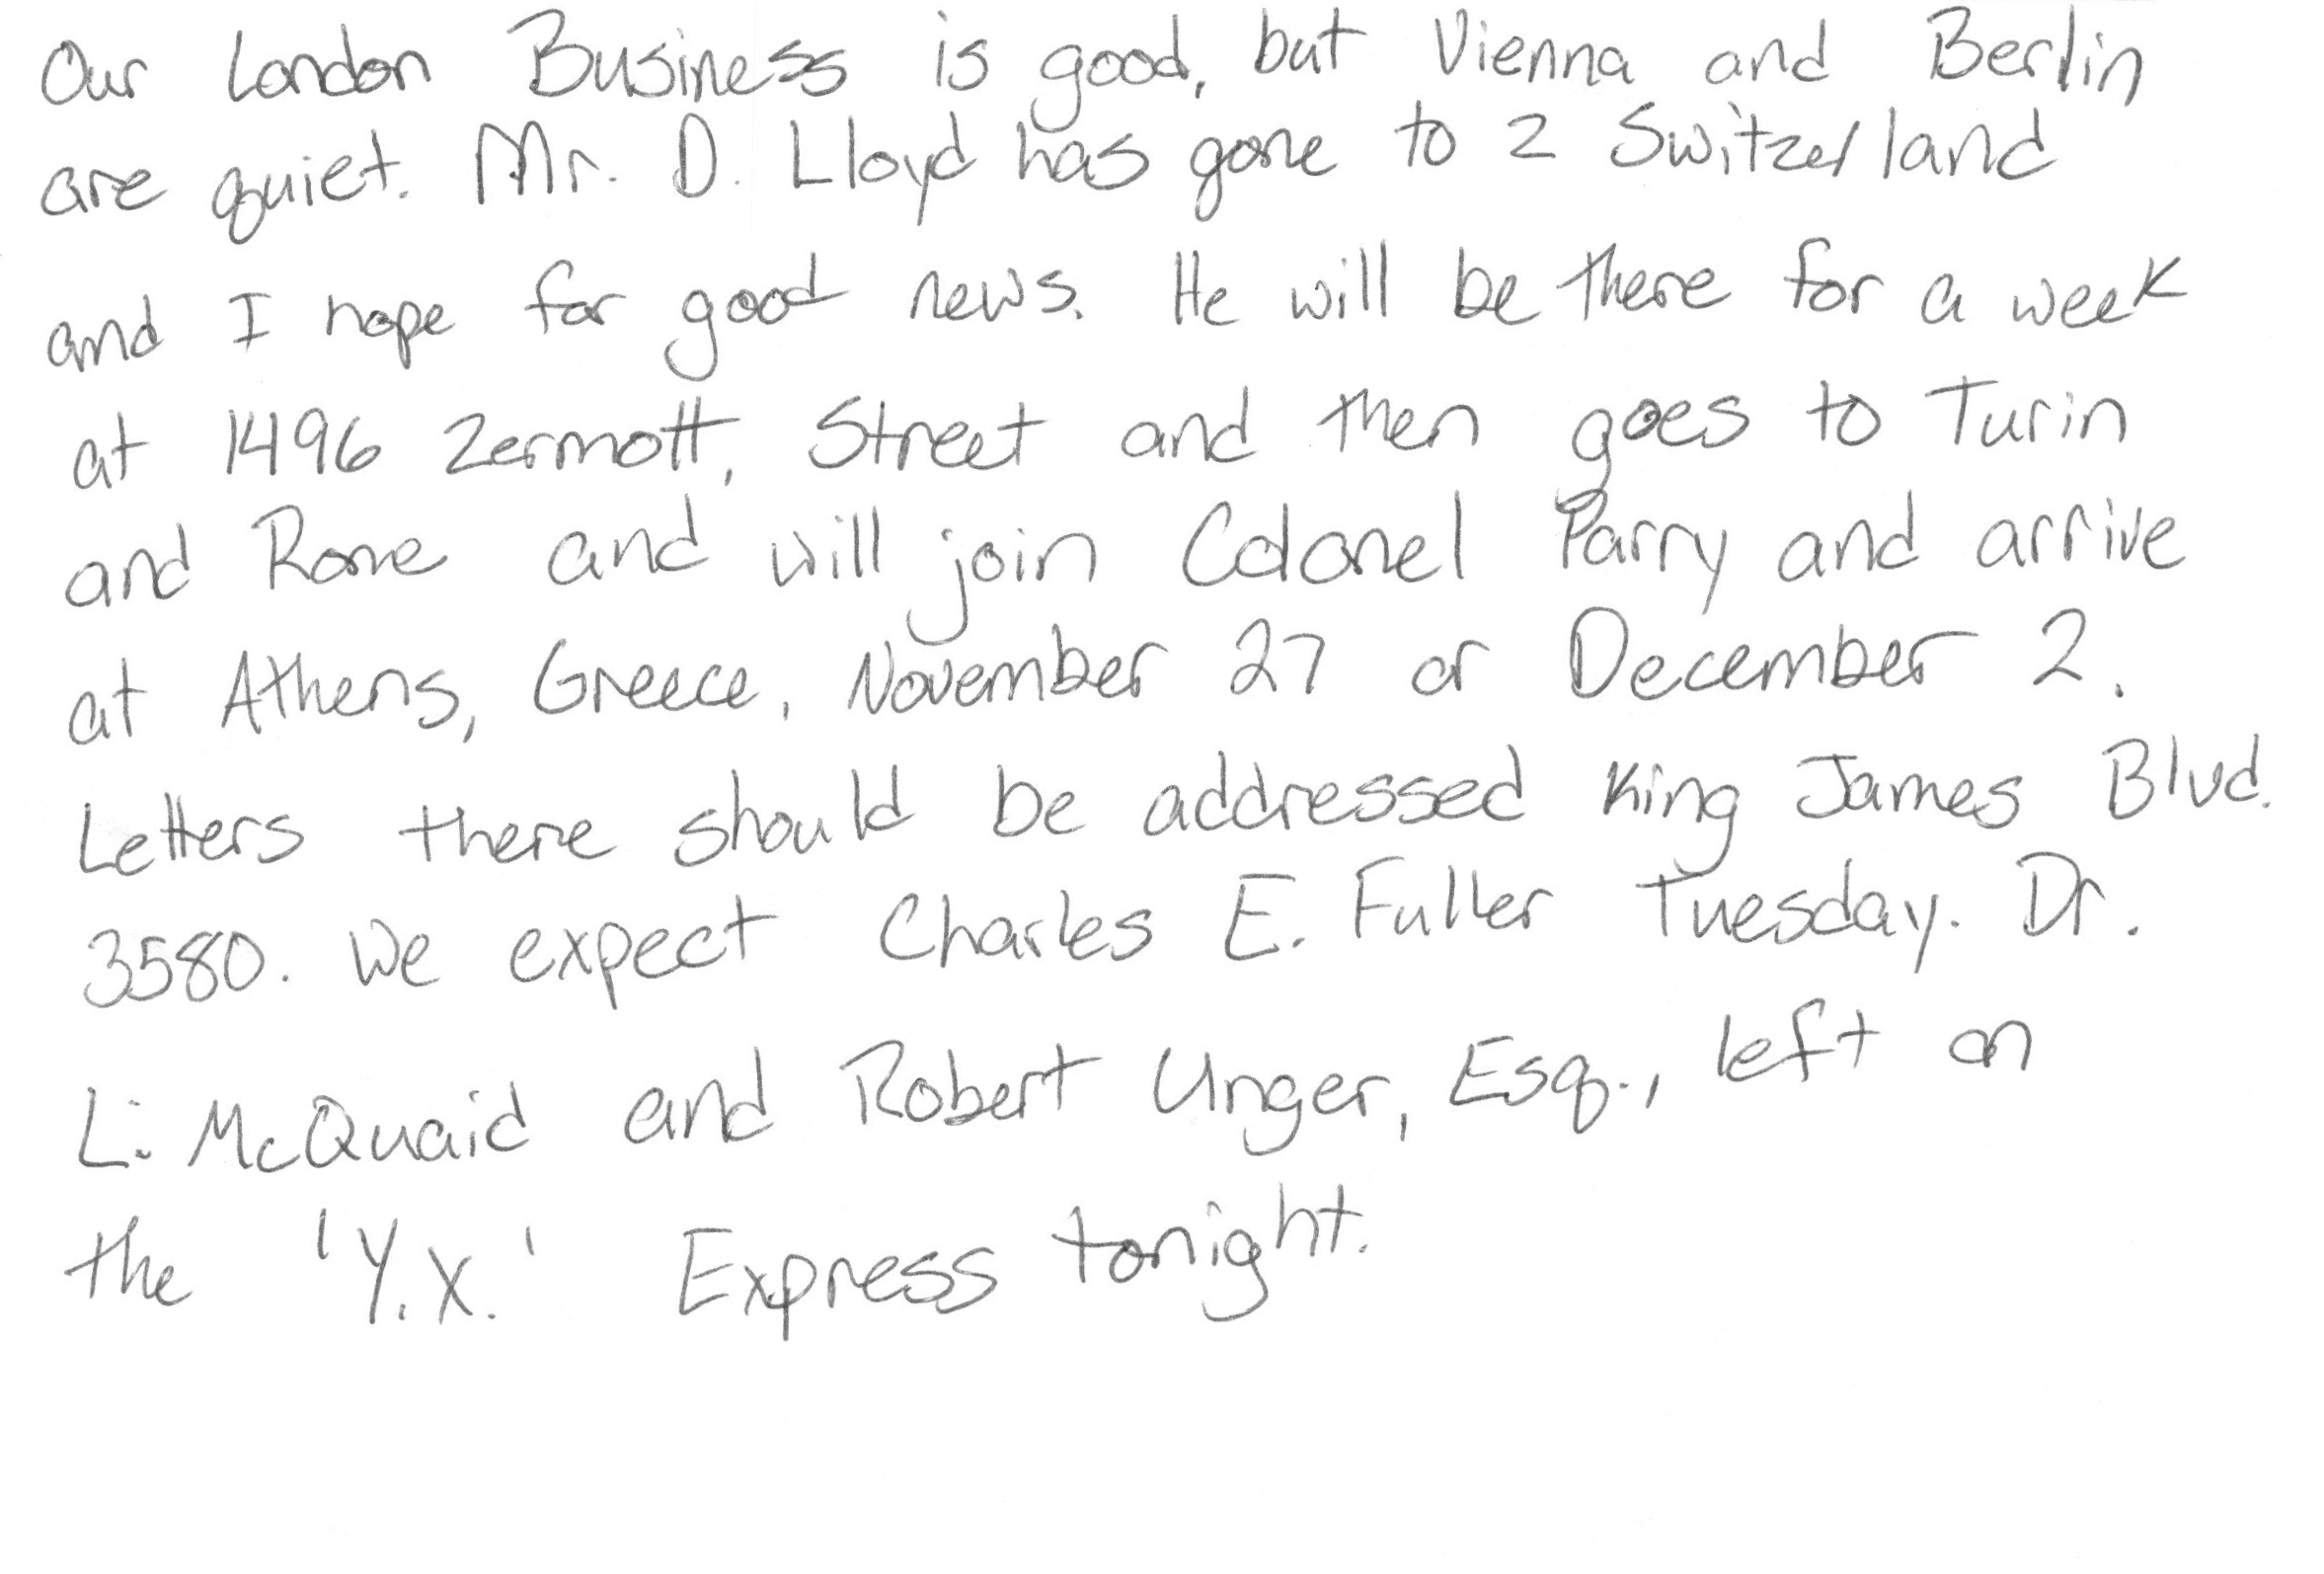 Our London Business is good, but Vienna and Berlin
are quiet. Mr. D. Lloyd has gone to 2 Switzerland
and I hope for good news. He will be there for a week
at 1496 Zermott, Street and then goes to Turin
and Rome and will join Colonel Parry and arrive
at Athens, Greece, November 27 or December 2.
Letters there should be addressed King James Blvd.
3580. We expect Charles E. Fuller Tuesday. Dr.
L. McQuaid and Robert Unger, Esq., left on
the 'Y.X.' Express tonight.